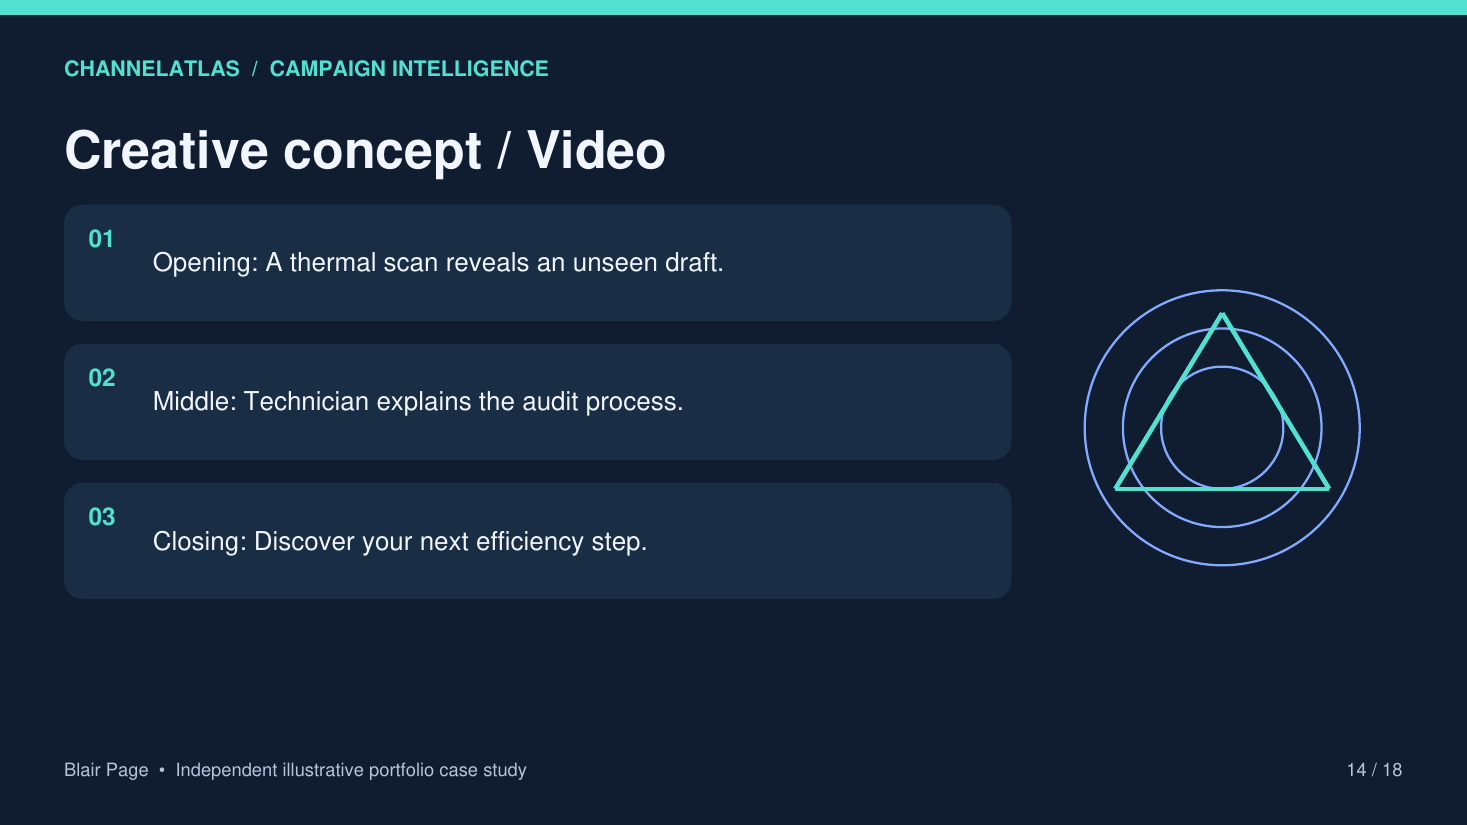 CHANNELATLAS / CAMPAIGN INTELLIGENCE
Creative concept / Video
01
Opening: A thermal scan reveals an unseen draft.
02
Middle: Technician explains the audit process.
03
Closing: Discover your next efficiency step.
Blair Page • Independent illustrative portfolio case study
14 / 18